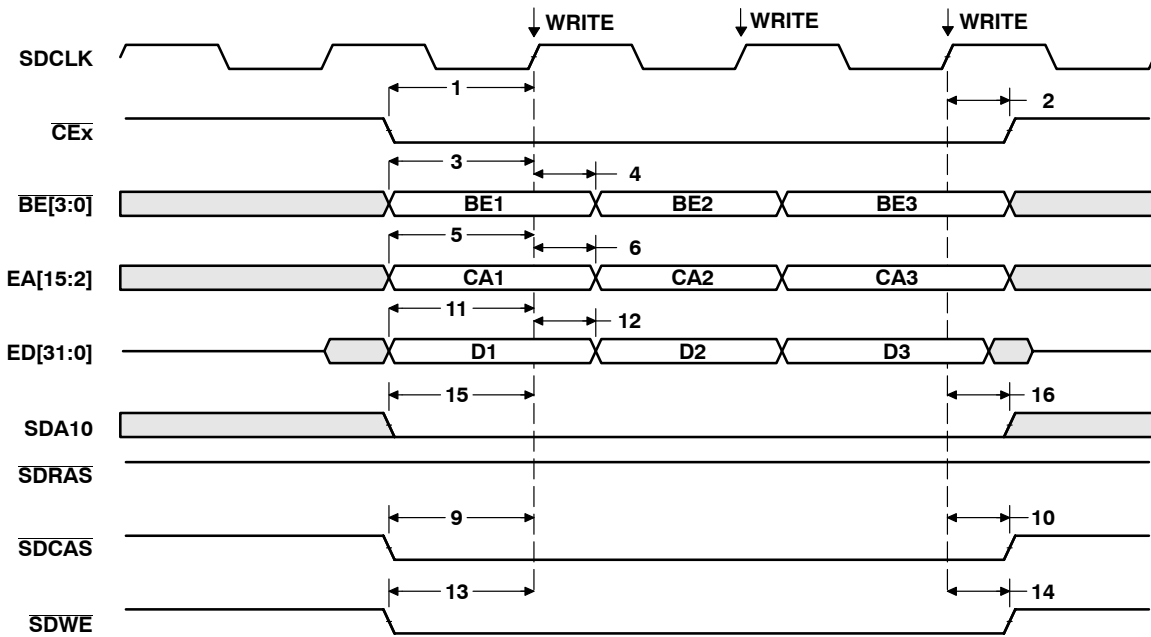 WRITE WRITE WRITE
SDCLK
1 2
CEx
3 4
BE[3:0] BE1 BE2 BE3
5 6
EA[15:2] CA1 CA2 CA3
11 12
ED[31:0] D1 D2 D3
15 16
SDA10
SDRAS
9 10
SDCAS
13 14
SDWE